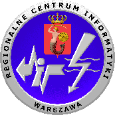 REGIONALNE CENTRUM INFORMATYKI
WARSZAWA